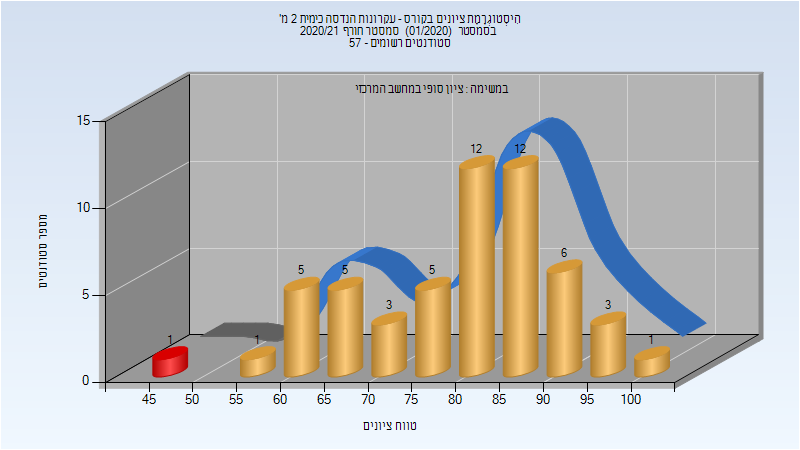 היסטוגרמת ציונים בקורס - עקרונות הנדסה כימית 2 מ'
בסמסטר (01/2020) סמסטר חורף 2020/21
סטודנטים רשומים - 57
במשימה : ציון סופי במחשב המרכזי
מספר סטודנטים
15
10
5
0
1
1
5
5
3
5
12
12
6
3
1
45 50 55 60 65 70 75 80 85 90 95 100
טווח ציונים